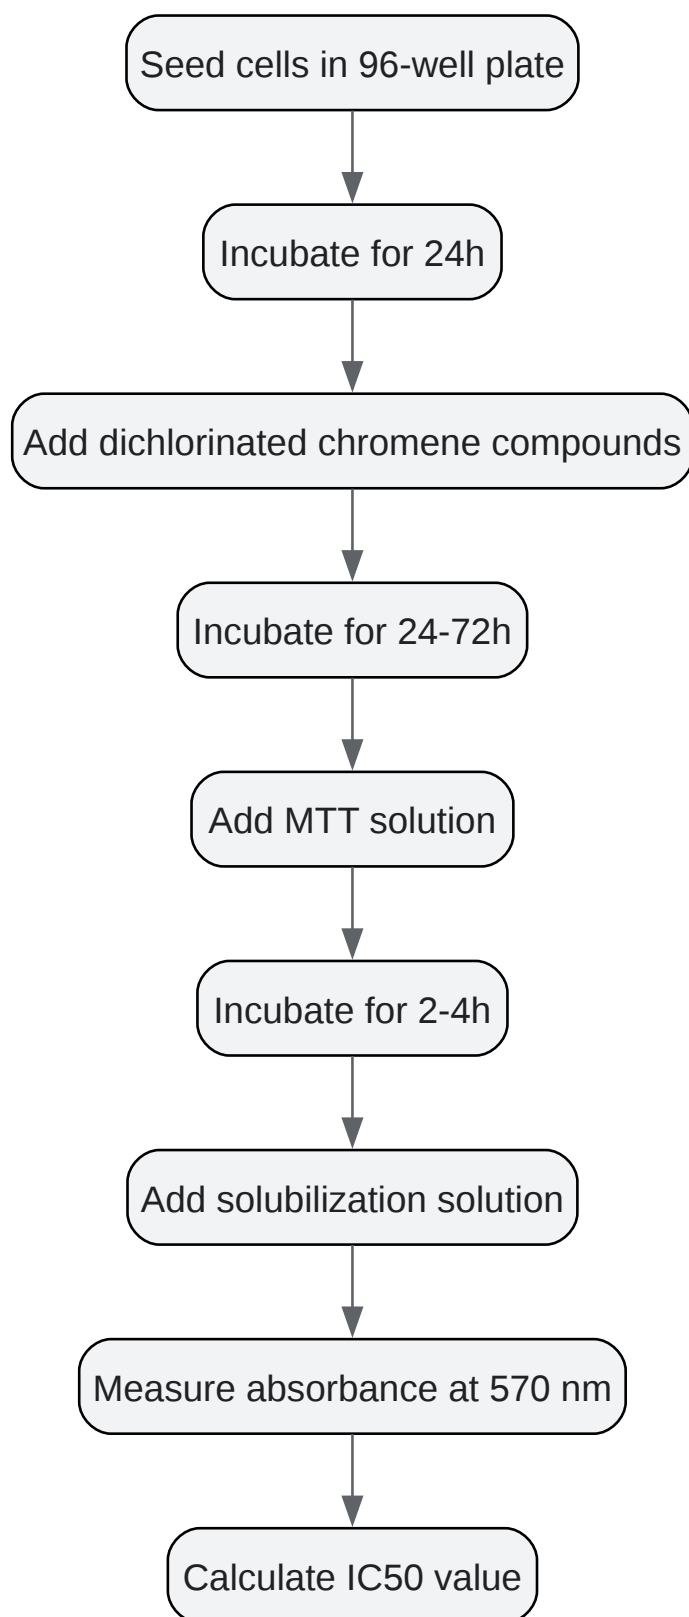 Seed cells in 96-well plate
Incubate for 24h
Add dichlorinated chromene compounds
Incubate for 24-72h
Add MTT solution
Incubate for 2-4h
Add solubilization solution
Measure absorbance at 570 nm
Calculate IC50 value